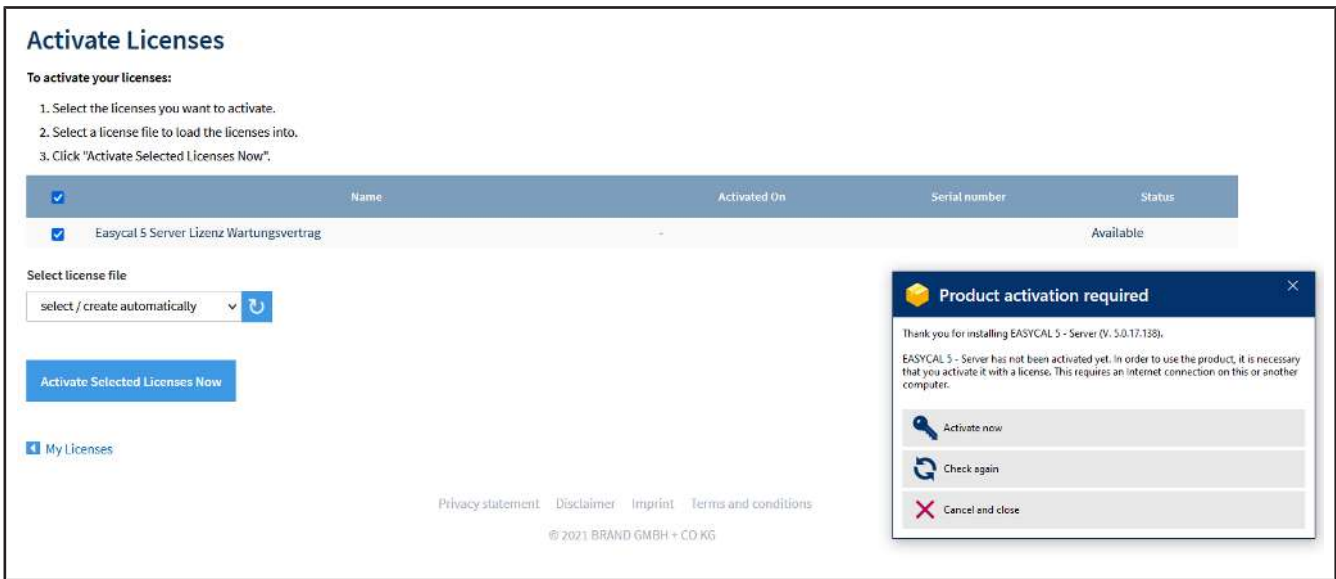 Activate Licenses
To activate your licenses:
1. Select the licenses you want to activate.
2. Select a license file to load the licenses into.
3. Click "Activate Selected Licenses Now".
Name Activated On Serial number Status
Easycal 5 Server Lizenz Wartungsvertrag - Available
Select license file
select / create automatically
Activate Selected Licenses Now
My Licenses
Privacy statement Disclaimer Imprint Terms and conditions
© 2021 BRAND GMBH + CO KG
Product activation required
Thank you for installing EASYCAL 5 - Server (V. 5.0.17.138).
EASYCAL 5 - Server has not been activated yet. In order to use the product, it is necessary
that you activate it with a license. This requires an Internet connection on this or another
computer.
Activate now
Check again
Cancel and close